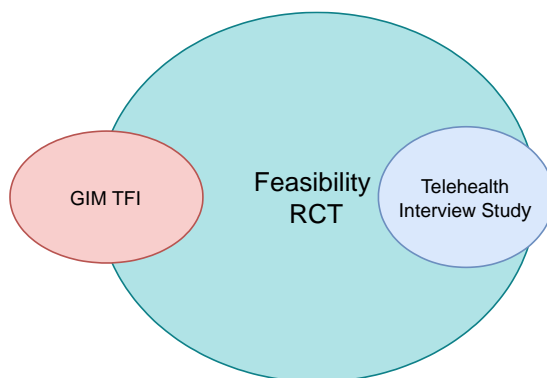 GIM TFI
Feasibility
RCT
Telehealth
Interview Study